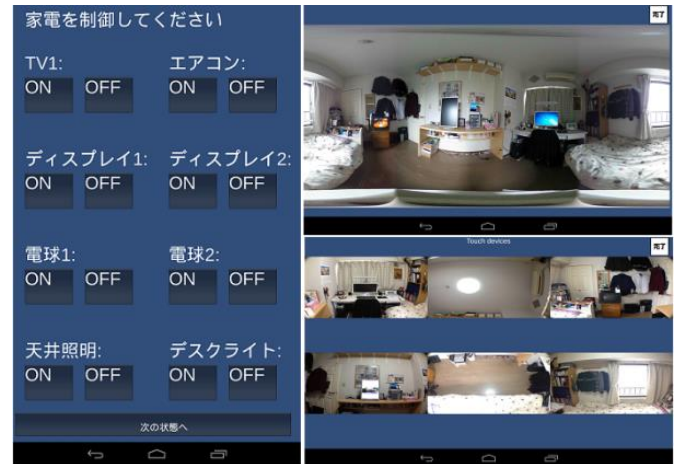 家電を制御してください
TV1: エアコン:
ON OFF ON OFF
ディスプレイ1: ディスプレイ2:
ON OFF ON OFF
電球1: 電球2:
ON OFF ON OFF
天井照明: デスクライト:
ON OFF ON OFF
次の状態へ
完了
Touch devices
完了